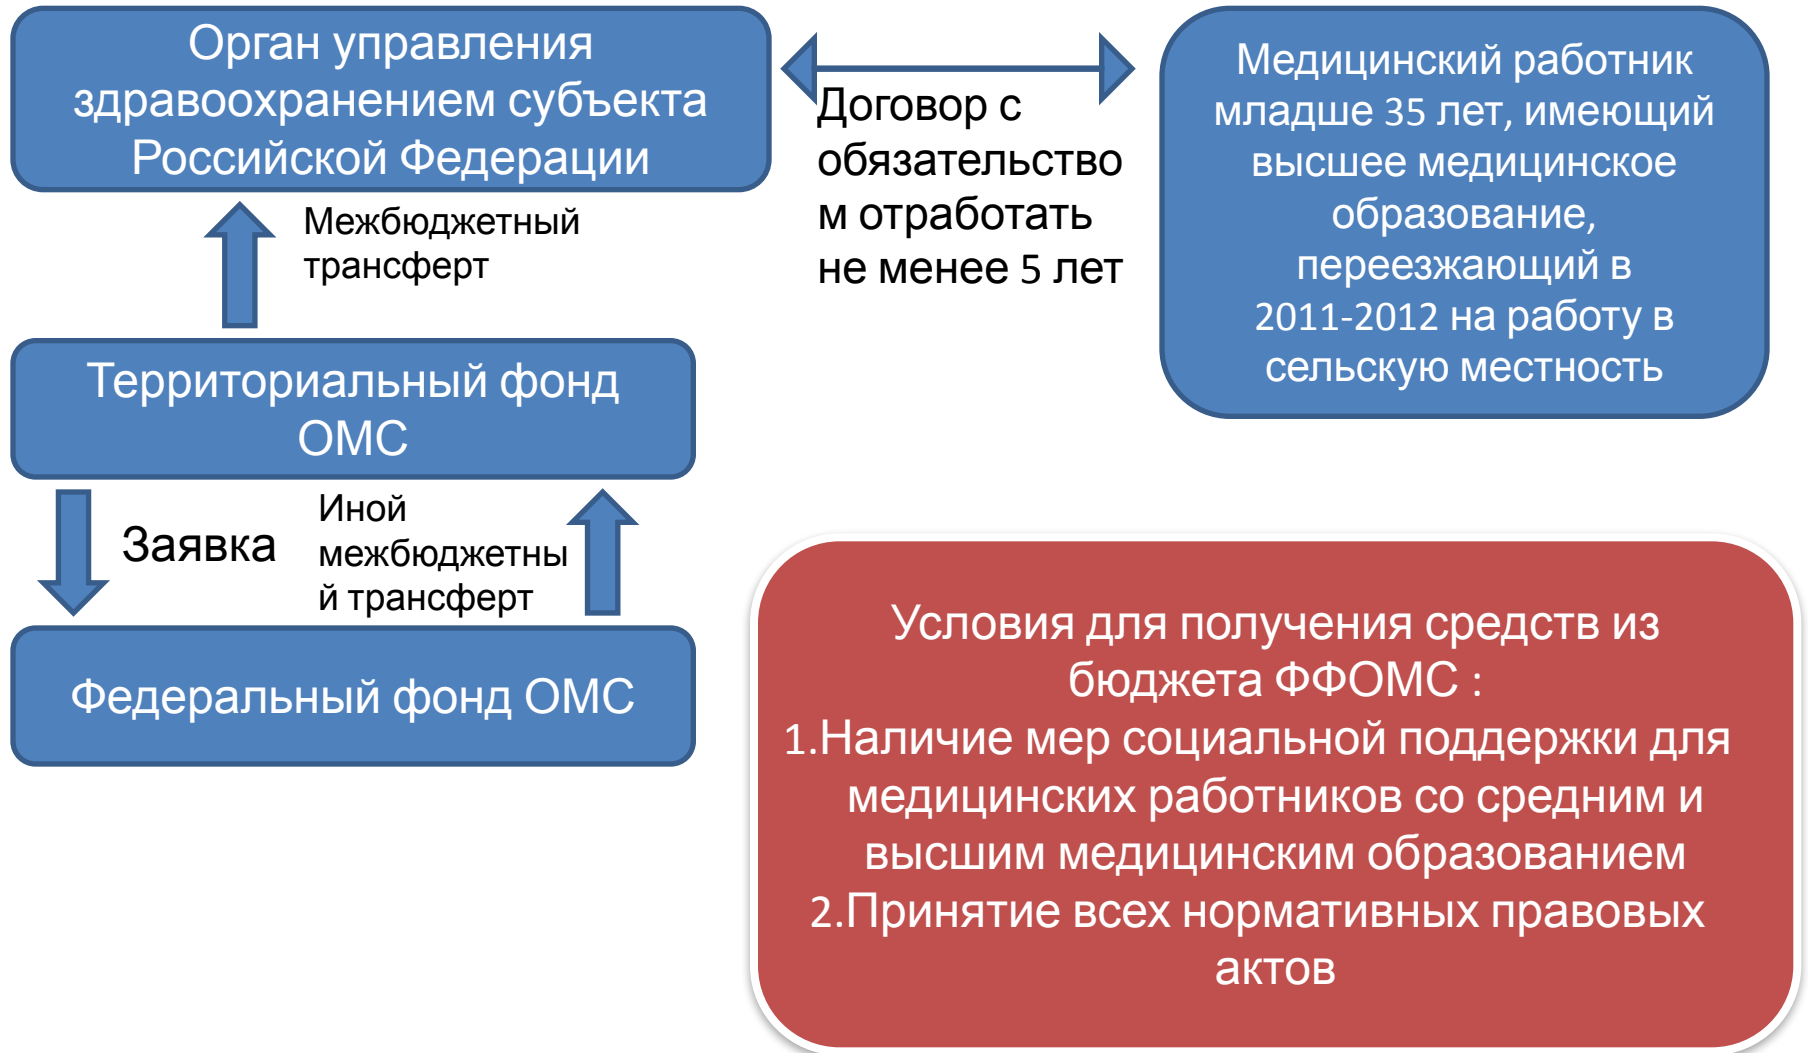 Орган управления
здравоохранением субъекта
Российской Федерации
Договор с
обязательство
м отработать
не менее 5 лет
Медицинский работник
младше 35 лет, имеющий
высшее медицинское
образование,
переезжающий в
2011-2012 на работу в
сельскую местность
Межбюджетный
трансферт
Территориальный фонд
ОМС
Заявка
Иной
межбюджетны
й трансферт
Федеральный фонд ОМС
Условия для получения средств из
бюджета ФФОМС :
1.Наличие мер социальной поддержки для
медицинских работников со средним и
высшим медицинским образованием
2.Принятие всех нормативных правовых
актов